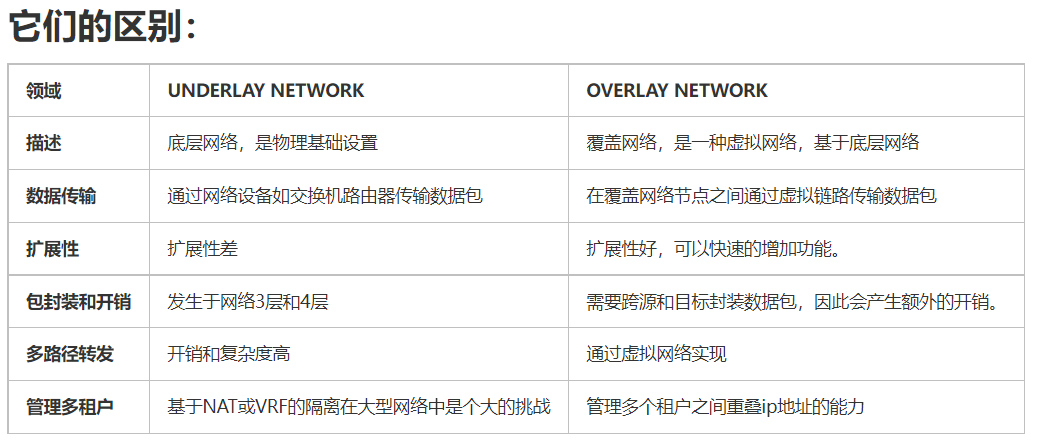 它们的区别：
领域 UNDERLAY NETWORK OVERLAY NETWORK
描述 底层网络，是物理基础设置 覆盖网络，是一种虚拟网络，基于底层网络
数据传输 通过网络设备如交换机路由器传输数据包 在覆盖网络节点之间通过虚拟链路传输数据包
扩展性 扩展性差 扩展性好，可以快速的增加功能。
包封装和开销 发生于网络3层和4层 需要跨源和目标封装数据包，因此会产生额外的开销。
多路径转发 开销和复杂度高 通过虚拟网络实现
管理多租户 基于NAT或VRF的隔离在大型网络中是个大的挑战 管理多个租户之间重叠ip地址的能力